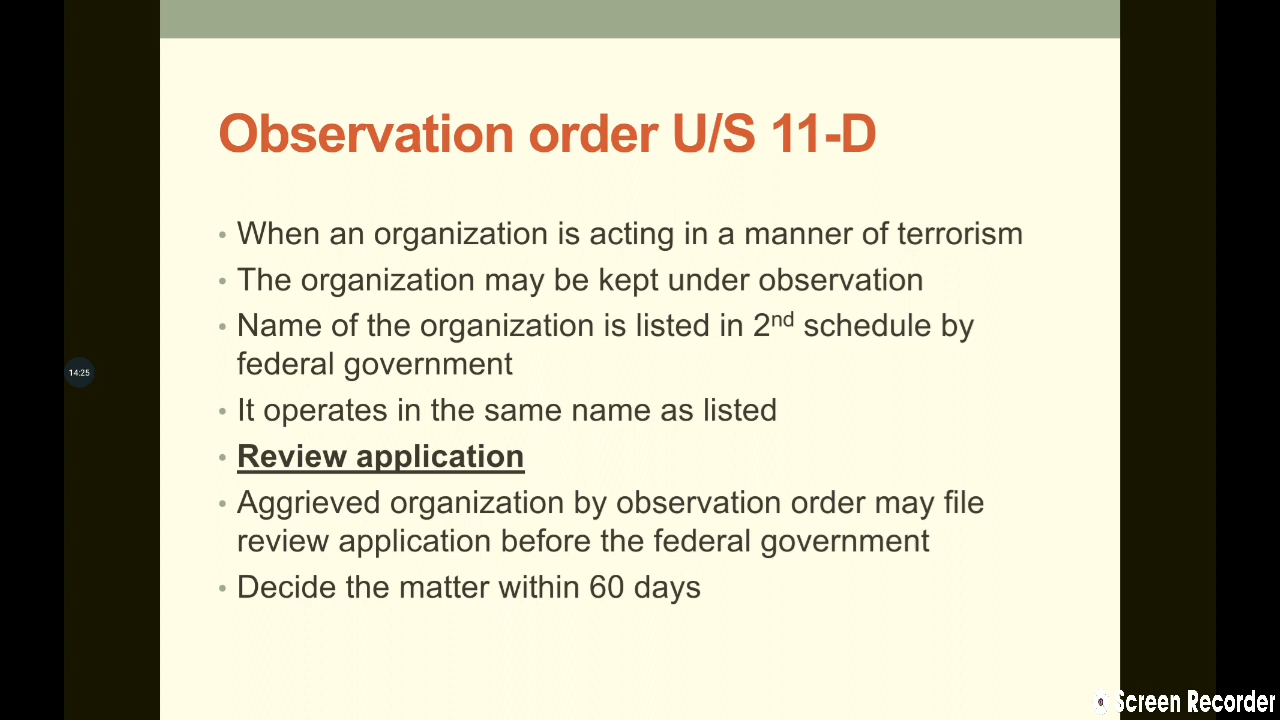 Observation order U/S 11-D
• When an organization is acting in a manner of terrorism
• The organization may be kept under observation
• Name of the organization is listed in 2nd schedule by
federal government
• It operates in the same name as listed
14:25
• Review application
• Aggrieved organization by observation order may file
review application before the federal government
• Decide the matter within 60 days
Screen Recorder